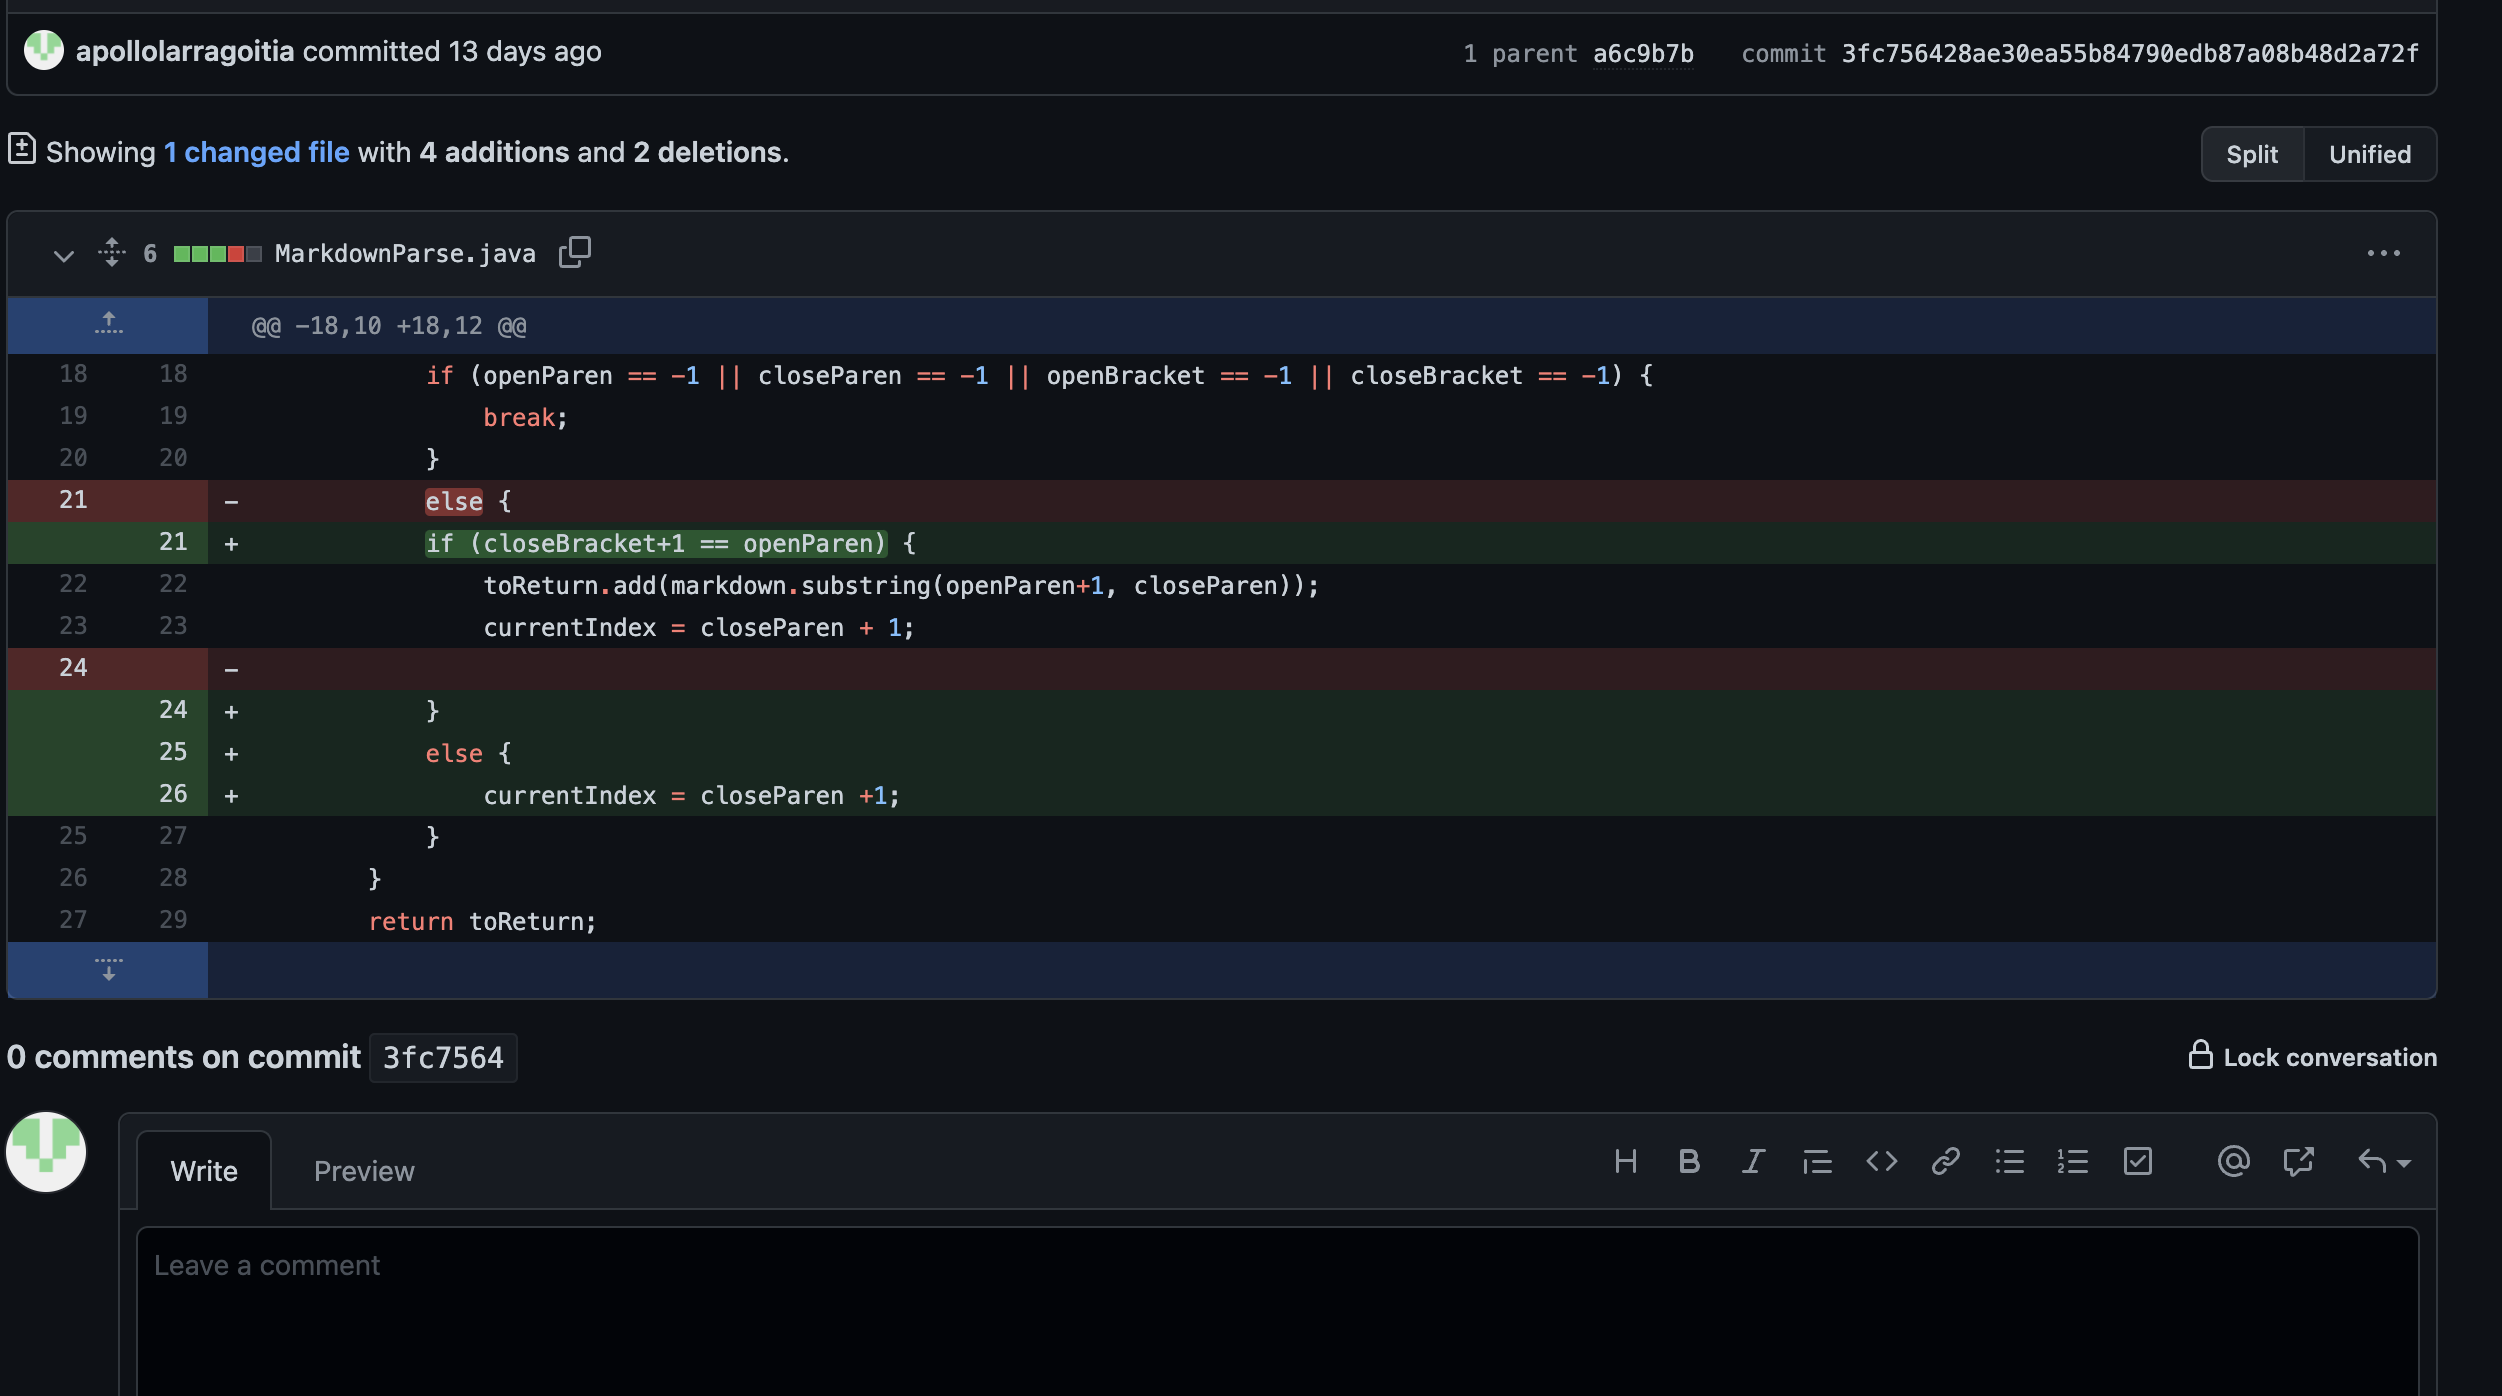 apollolarragoitia committed 13 days ago
1 parent a6c9b7b commit 3fc756428ae30ea55b84790edb87a08b48d2a72f
Showing 1 changed file with 4 additions and 2 deletions.
Split Unified
6 MarkdownParse.java
@@ -18,10 +18,12 @@
18 18 if (openParen == -1 || closeParen == -1 || openBracket == -1 || closeBracket == -1) {
19 19 break;
20 20 }
21 - else {
21 + if (closeBracket+1 == openParen) {
22 22 toReturn.add(markdown.substring(openParen+1, closeParen));
23 23 currentIndex = closeParen + 1;
24 -
24 + }
25 + else {
26 + currentIndex = closeParen +1;
25 27 }
26 28 }
27 29 return toReturn;
0 comments on commit 3fc7564
Lock conversation
Write Preview
Leave a comment